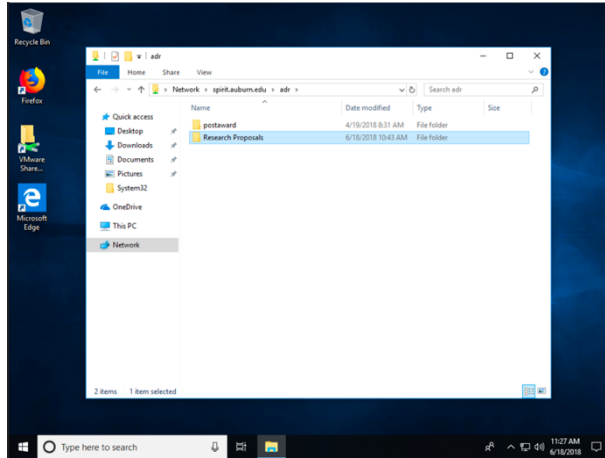 Recycle Bin
Firefox
VMware
Share...
Microsoft
Edge
adr
File Home Share View
Network › spirit.auburn.edu › adr ›
Search adr
Name Date modified Type Size
postaward 4/19/2018 8:31 AM File folder
Research Proposals 6/18/2018 10:43 AM File folder
Quick access
Desktop
Downloads
Documents
Pictures
System32
OneDrive
This PC
Network
2 items 1 item selected
Type here to search
11:27 AM
6/18/2018